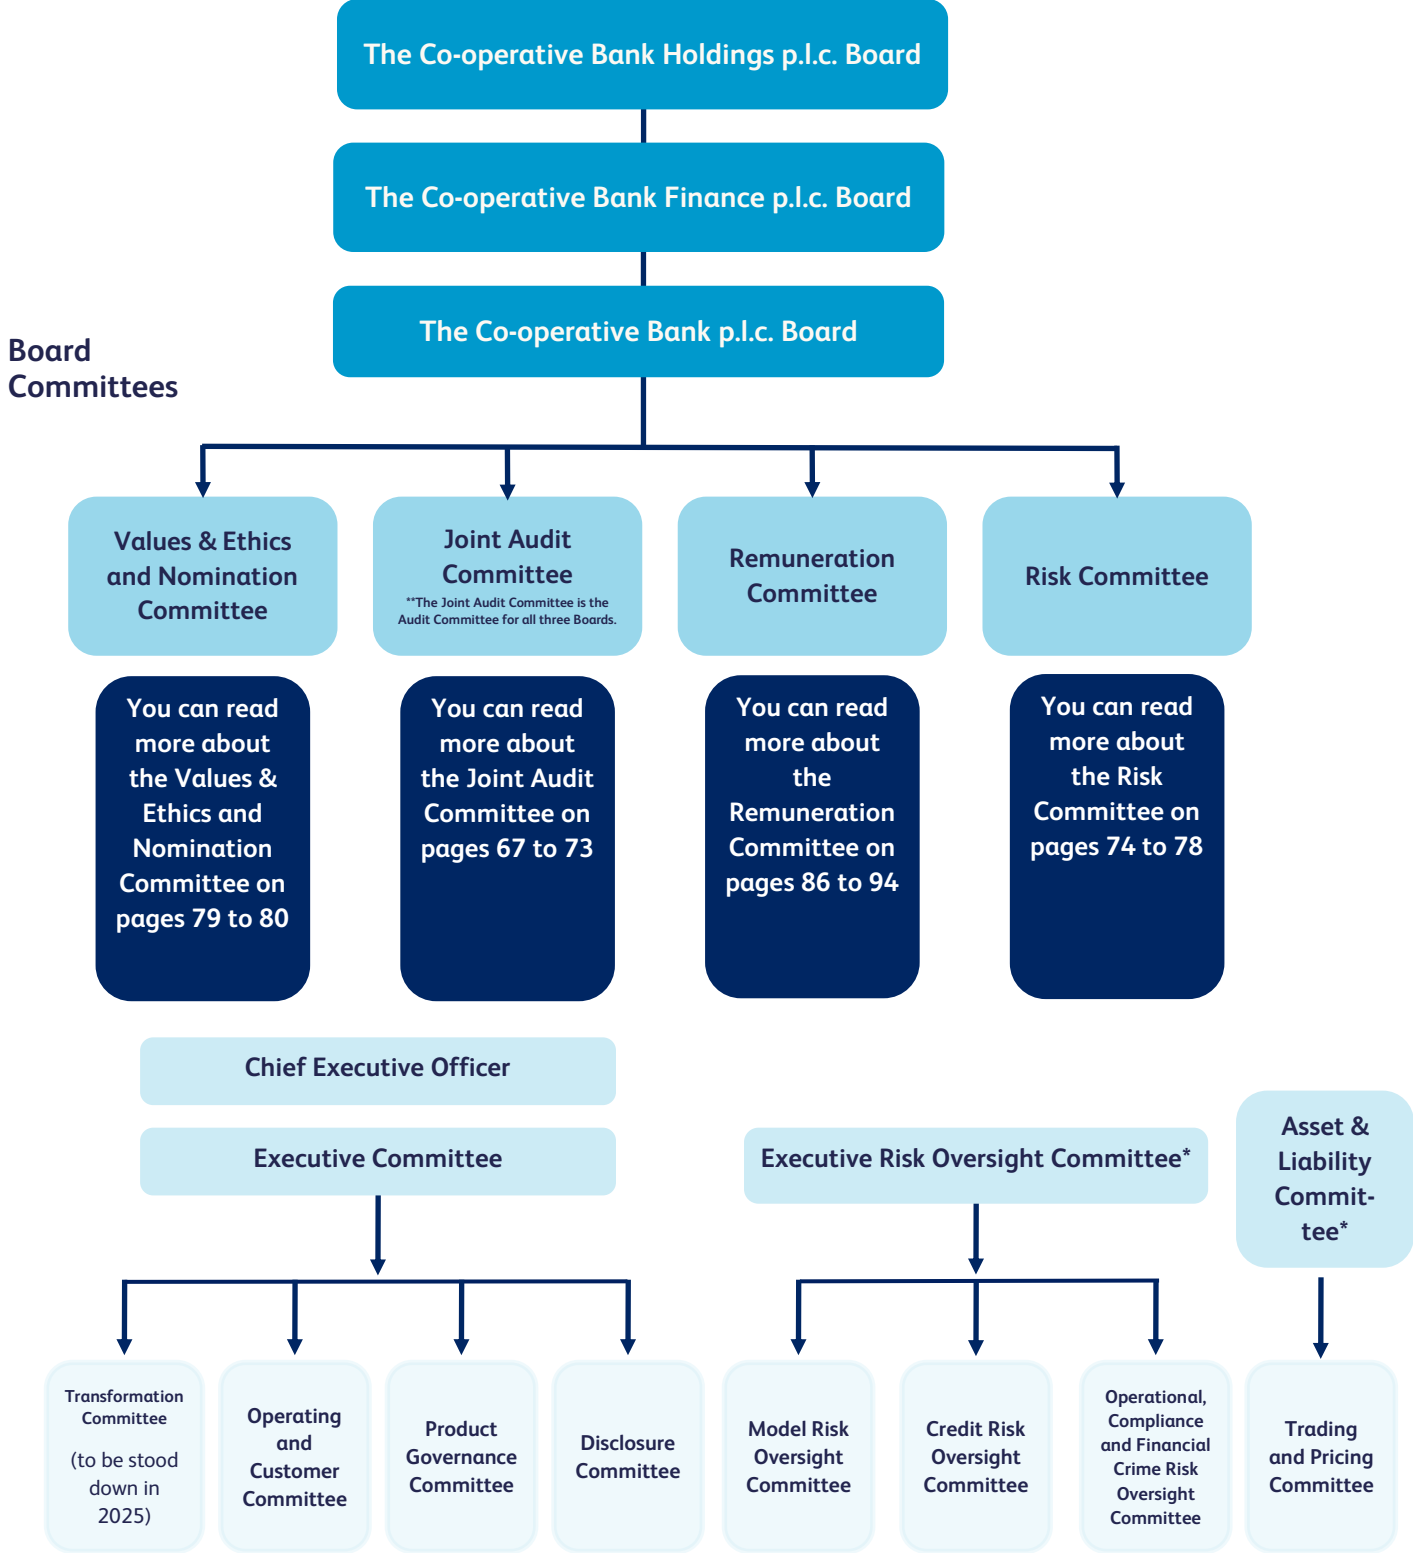 The Co-operative Bank Holdings p.l.c. Board
The Co-operative Bank Finance p.l.c. Board
The Co-operative Bank p.l.c. Board
Board
Committees
Values & Ethics
and Nomination
Committee
Joint Audit
Committee
**The Joint Audit Committee is the
Audit Committee for all three Boards.
Remuneration
Committee
Risk Committee
You can read
more about
the Values &
Ethics and
Nomination
Committee on
pages 79 to 80
You can read
more about
the Joint Audit
Committee on
pages 67 to 73
You can read
more about
the
Remuneration
Committee on
pages 86 to 94
You can read
more about
the Risk
Committee on
pages 74 to 78
Chief Executive Officer
Executive Committee
Executive Risk Oversight Committee*
Asset &
Liability
Commit-
tee*
Transformation
Committee
(to be stood
down in
2025)
Operating
and
Customer
Committee
Product
Governance
Committee
Disclosure
Committee
Model Risk
Oversight
Committee
Credit Risk
Oversight
Committee
Operational,
Compliance
and Financial
Crime Risk
Oversight
Committee
Trading
and Pricing
Committee